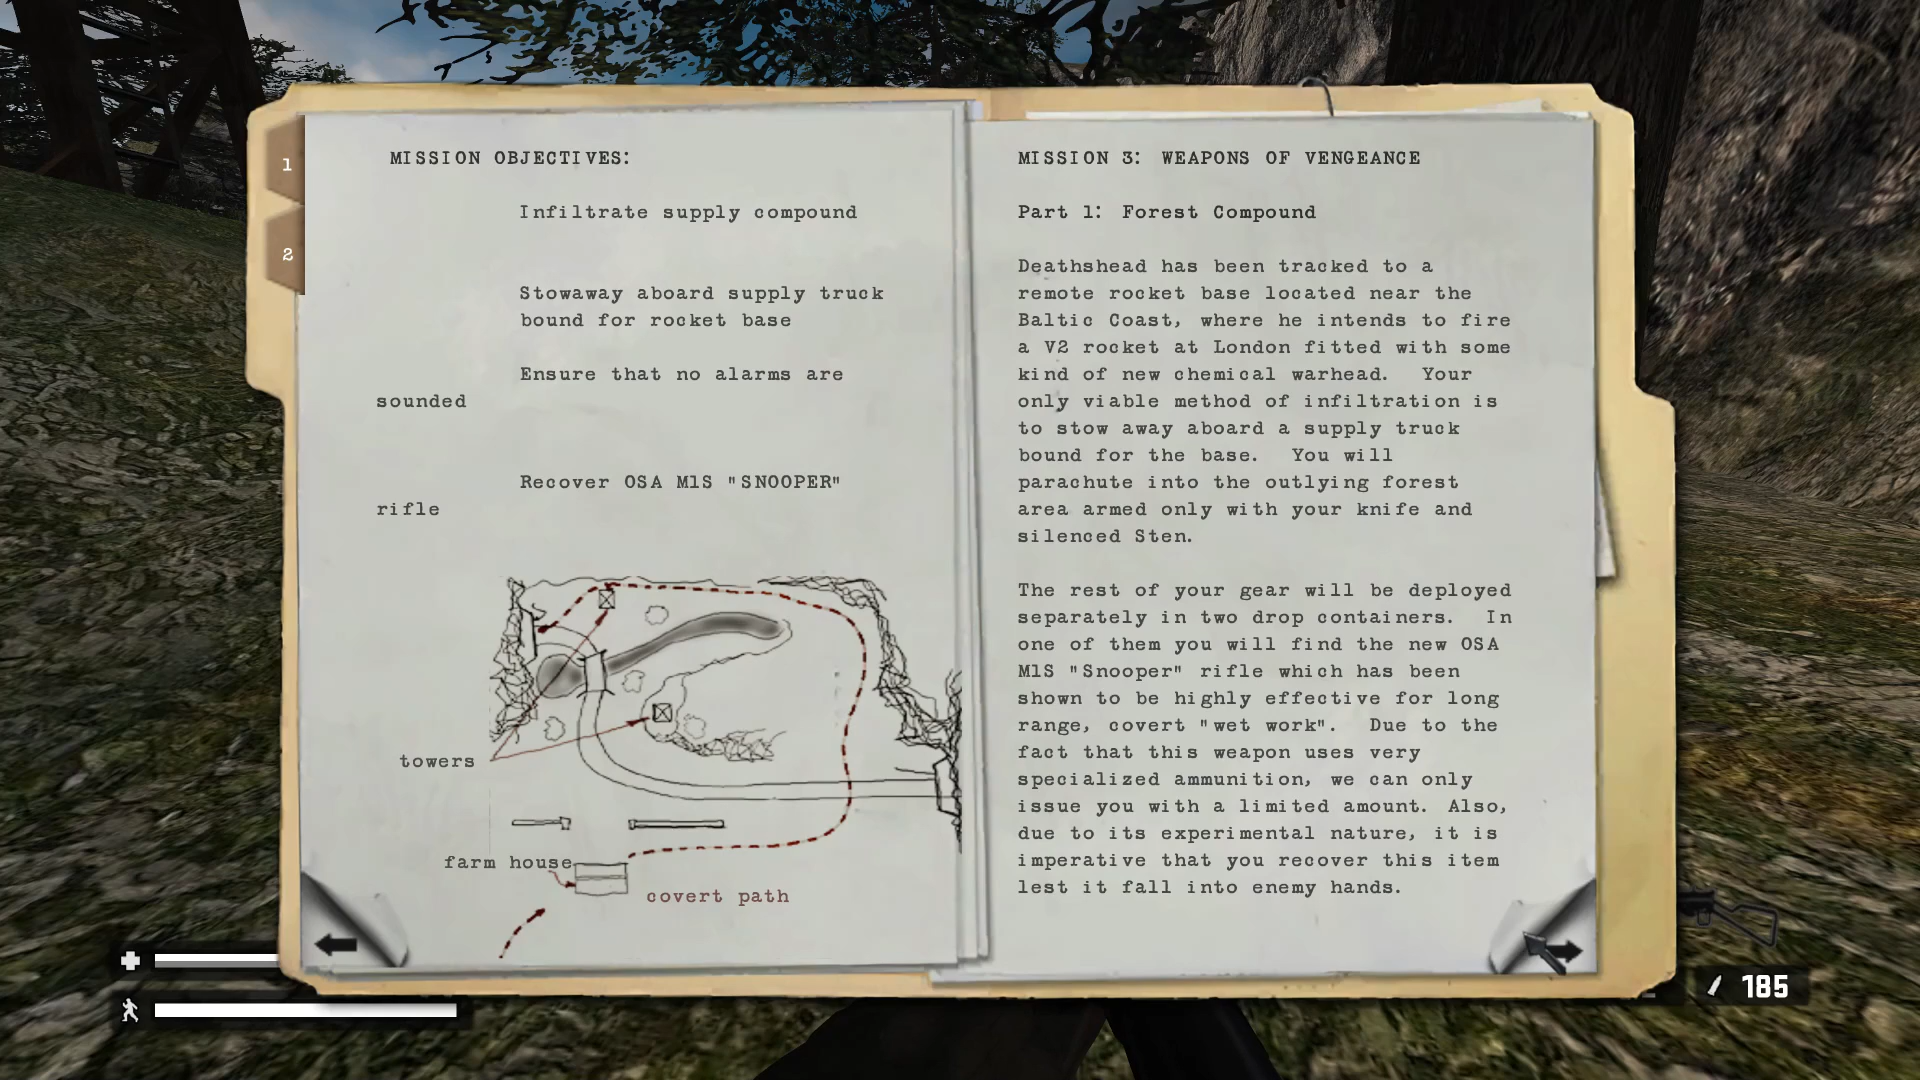 1
2
MISSION OBJECTIVES:
Infiltrate supply compound
Stowaway aboard supply truck
bound for rocket base
Ensure that no alarms are
sounded
Recover OSA M1S "SNOOPER"
rifle
towers
farm house
covert path
MISSION 3: WEAPONS OF VENGEANCE
Part 1: Forest Compound
Deathshead has been tracked to a
remote rocket base located near the
Baltic Coast, where he intends to fire
a V2 rocket at London fitted with some
kind of new chemical warhead. Your
only viable method of infiltration is
to stow away aboard a supply truck
bound for the base. You will
parachute into the outlying forest
area armed only with your knife and
silenced Sten.
The rest of your gear will be deployed
separately in two drop containers. In
one of them you will find the new OSA
M1S "Snooper" rifle which has been
shown to be highly effective for long
range, covert "wet work". Due to the
fact that this weapon uses very
specialized ammunition, we can only
issue you with a limited amount. Also,
due to its experimental nature, it is
imperative that you recover this item
lest it fall into enemy hands.
185